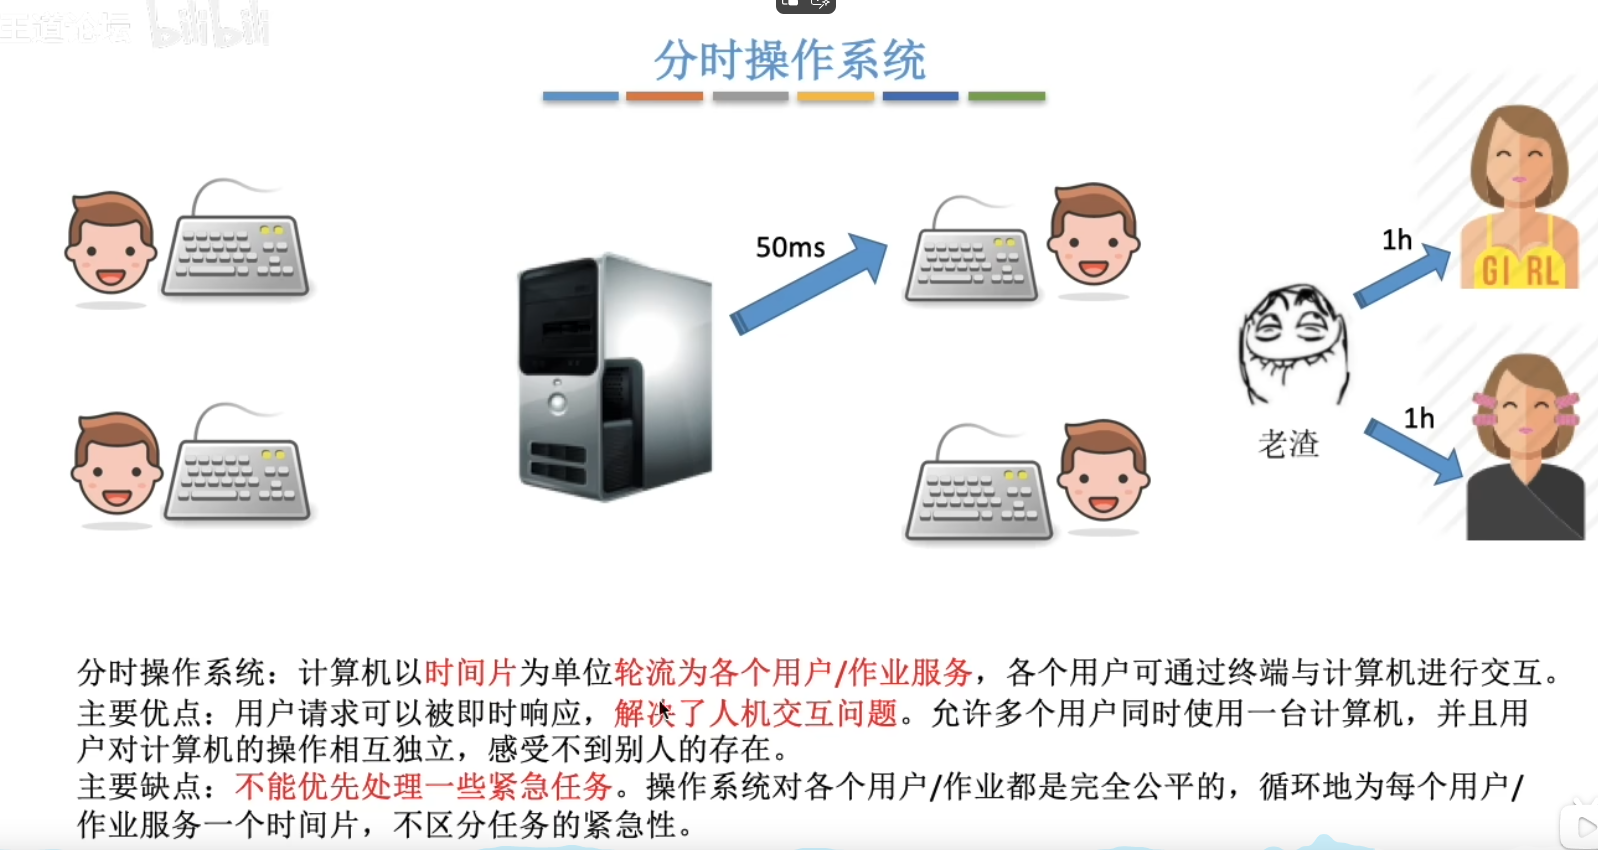 王道论坛 bilibili
分时操作系统
50ms
1h
GIRL
老渣
1h
分时操作系统：计算机以时间片为单位轮流为各个用户/作业服务，各个用户可通过终端与计算机进行交互。
主要优点：用户请求可以被即时响应，解决了人机交互问题。允许多个用户同时使用一台计算机，并且用
户对计算机的操作相互独立，感受不到别人的存在。
主要缺点：不能优先处理一些紧急任务。操作系统对各个用户/作业都是完全公平的，循环地为每个用户/
作业服务一个时间片，不区分任务的紧急性。